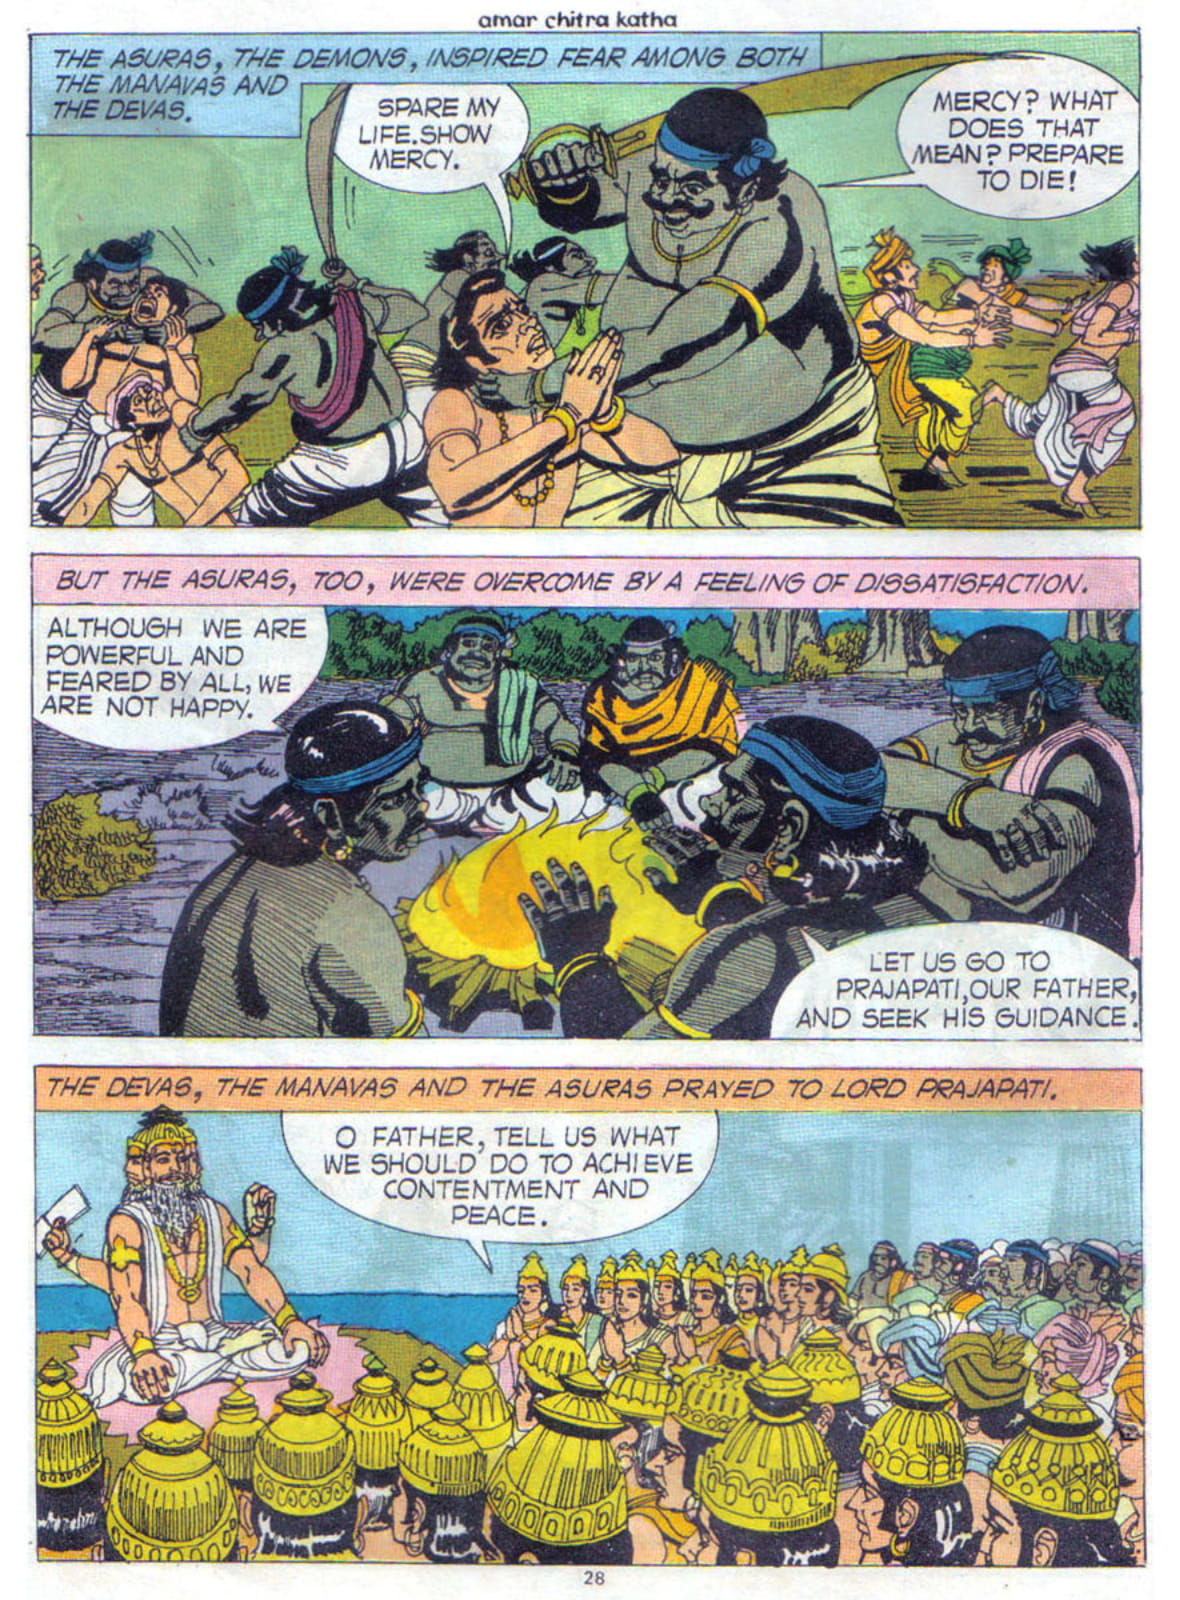 amar chitra katha
THE ASURAS, THE DEMONS, INSPIRED FEAR AMONG BOTH
THE MANAVAS AND
THE DEVAS.
SPARE MY
LIFE. SHOW
MERCY.
MERCY? WHAT
DOES THAT
MEAN? PREPARE
TO DIE!
BUT THE ASURAS, TOO, WERE OVERCOME BY A FEELING OF DISSATISFACTION.
ALTHOUGH WE ARE
POWERFUL AND
FEARED BY ALL, WE
ARE NOT HAPPY.
LET US GO TO
PRAJAPATI, OUR FATHER,
AND SEEK HIS GUIDANCE.
THE DEVAS, THE MANAVAS AND THE ASURAS PRAYED TO LORD PRAJAPATI.
O FATHER, TELL US WHAT
WE SHOULD DO TO ACHIEVE
CONTENTMENT AND
PEACE.
28